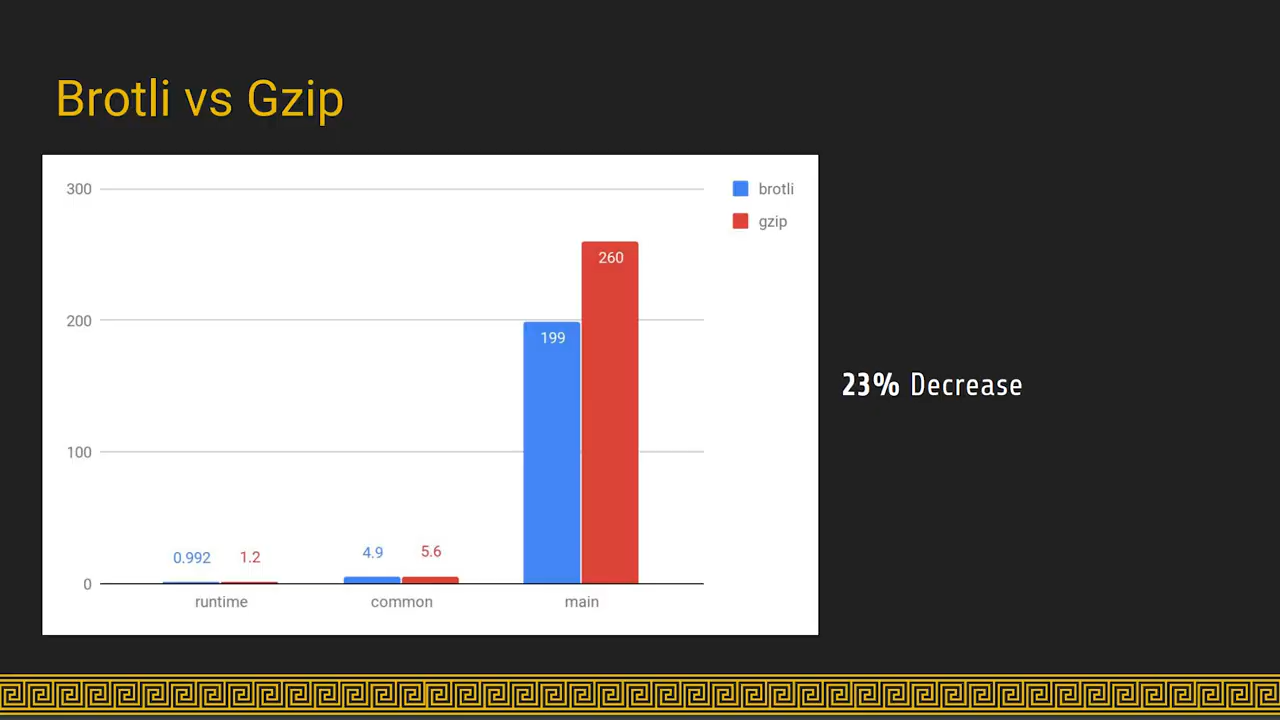 Brotli vs Gzip
300
200
100
0
brotli
gzip
0.992
1.2
4.9
5.6
199
260
runtime
common
main
23% Decrease